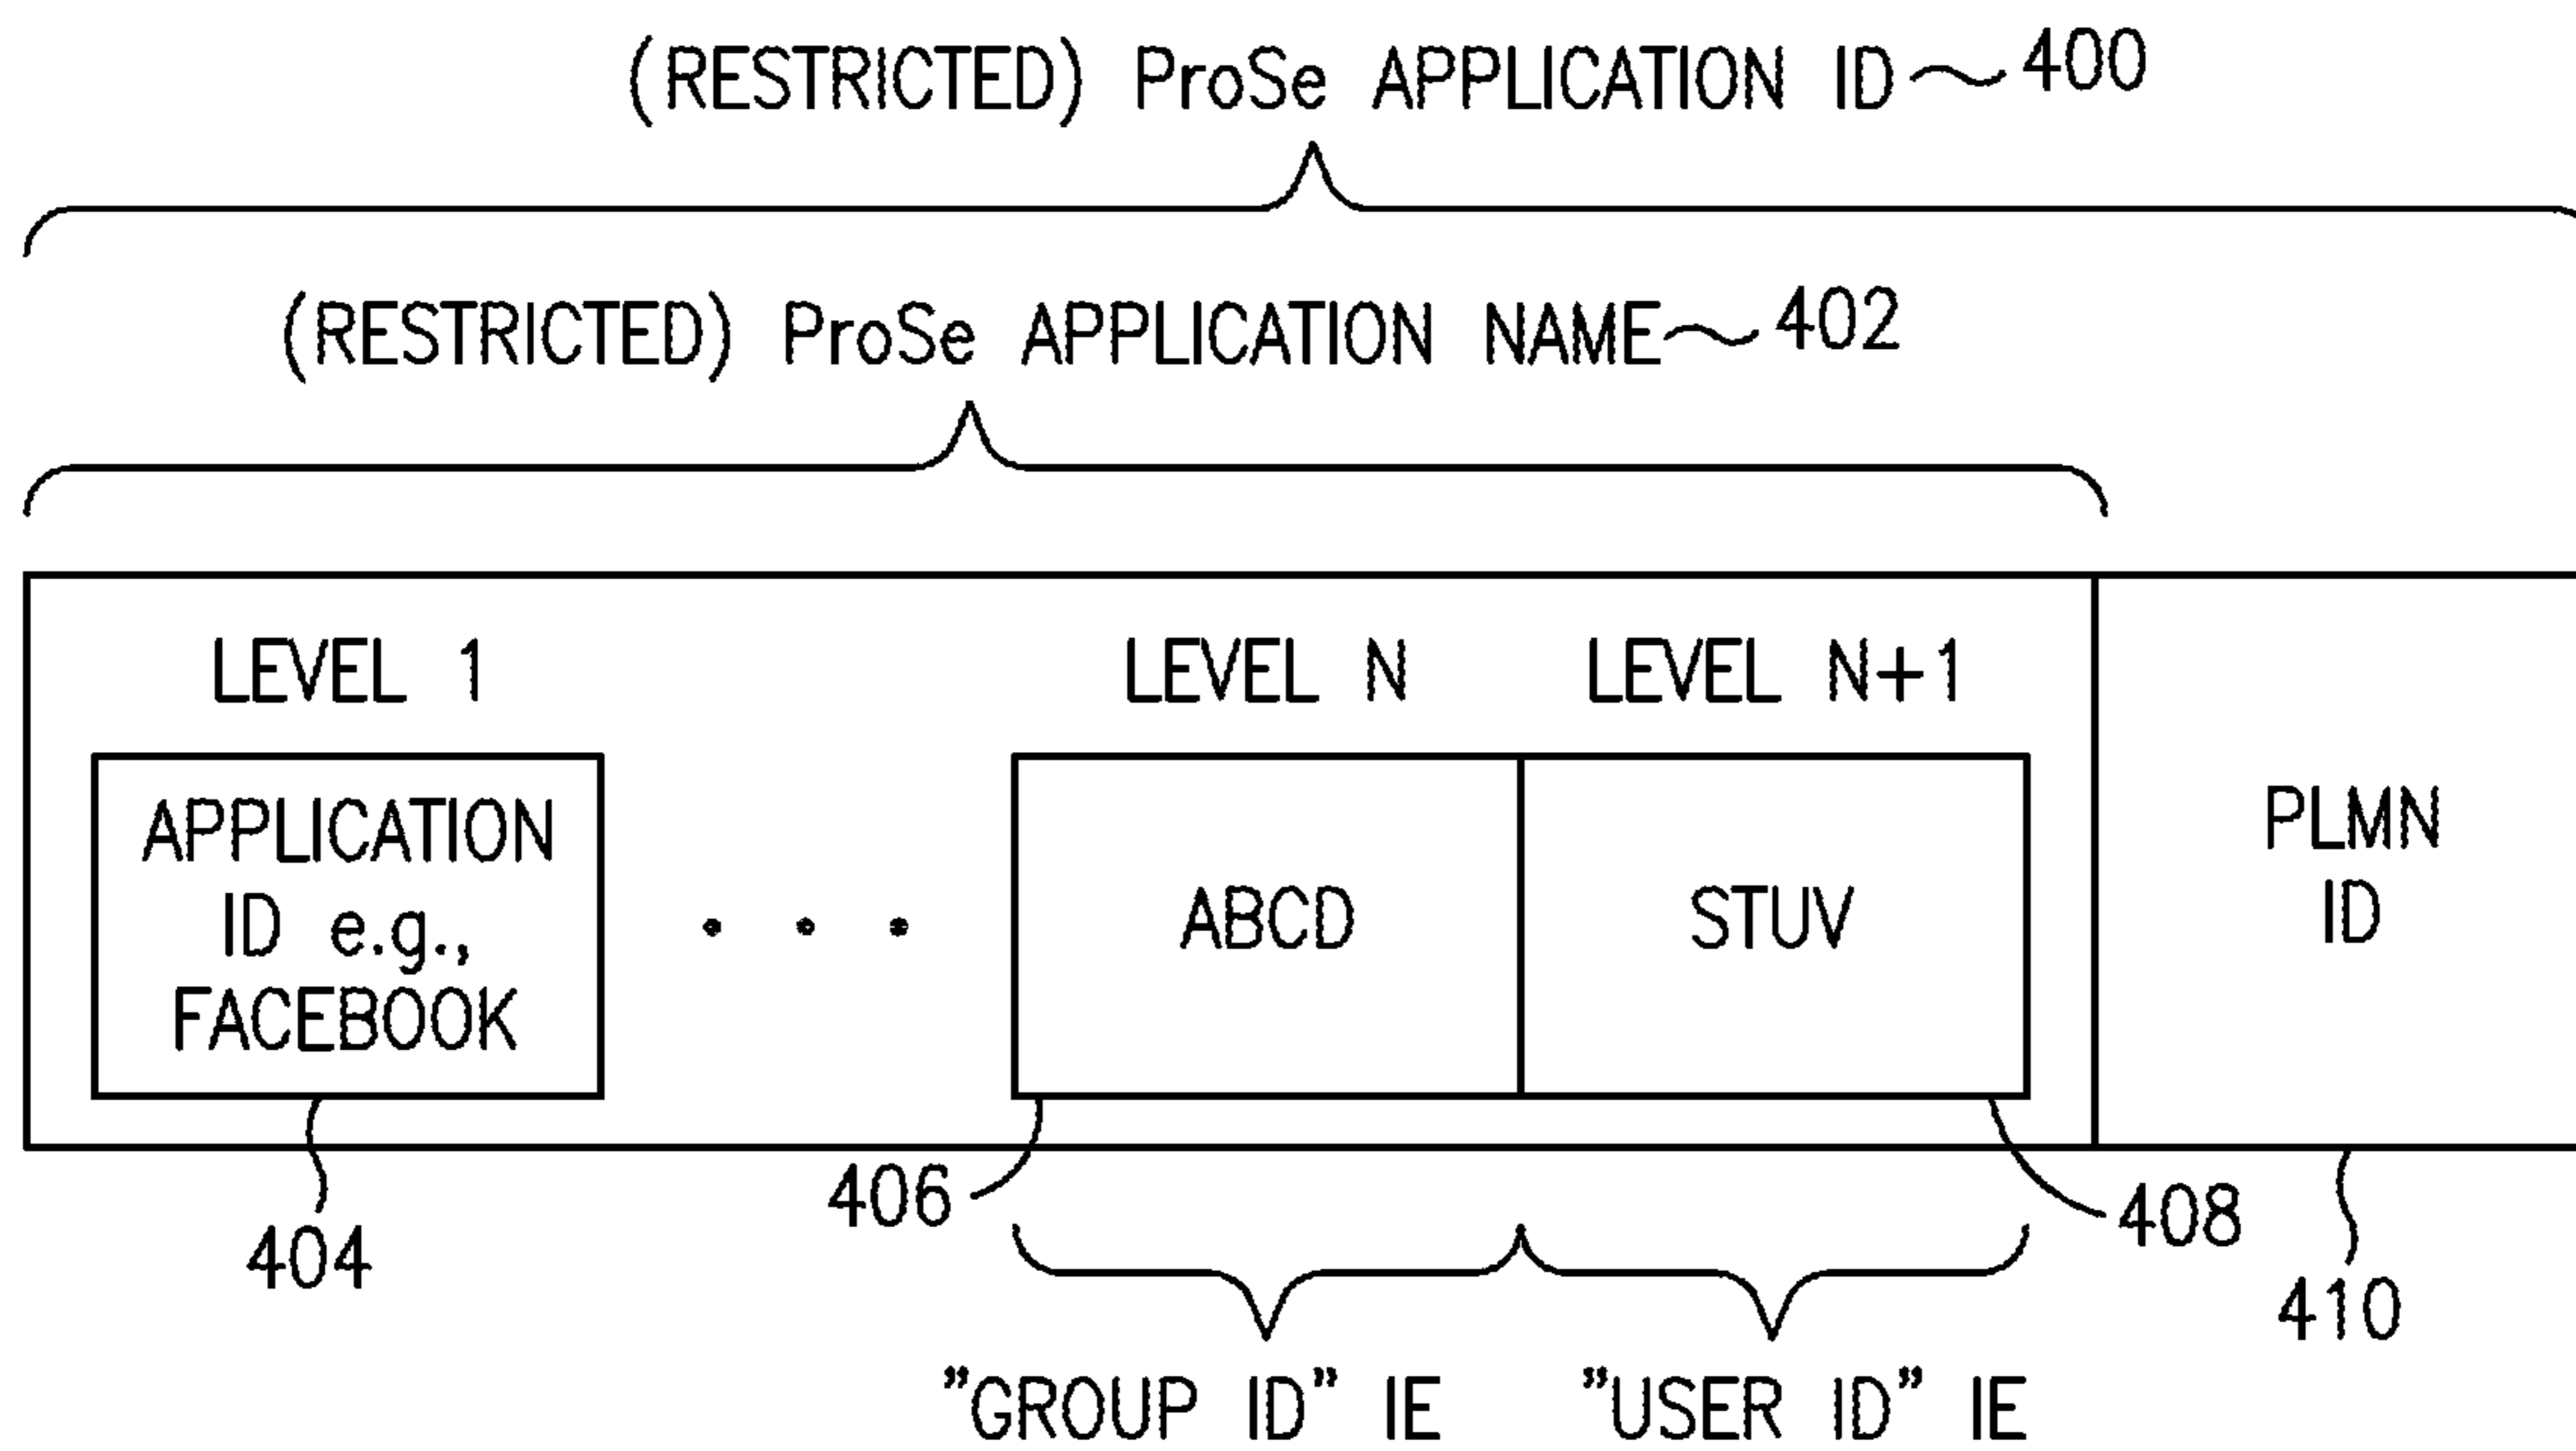 (RESTRICTED) ProSe APPLICATION ID 400
(RESTRICTED) ProSe APPLICATION NAME 402
LEVEL 1
LEVEL N
LEVEL N+1
APPLICATION
ID e.g.,
FACEBOOK
. . .
ABCD
STUV
PLMN
ID
404
406
408
410
"GROUP ID" IE
"USER ID" IE